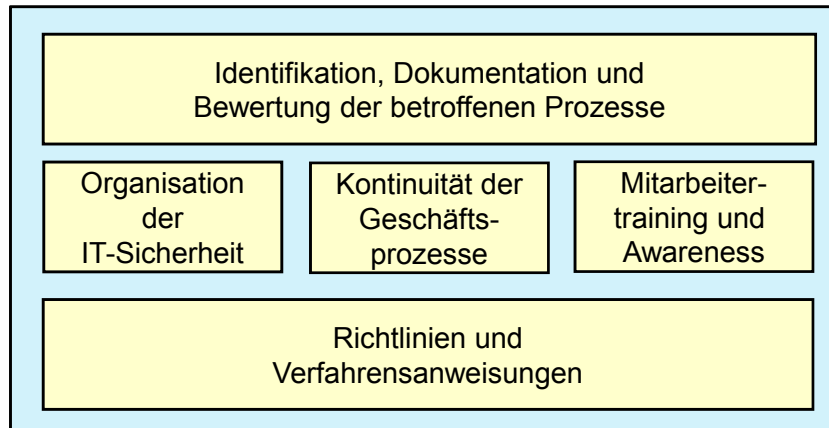 Identifikation, Dokumentation und
Bewertung der betroffenen Prozesse
Organisation
der
IT-Sicherheit
Kontinuität der
Geschäfts-
prozesse
Mitarbeiter-
training und
Awareness
Richtlinien und
Verfahrensanweisungen